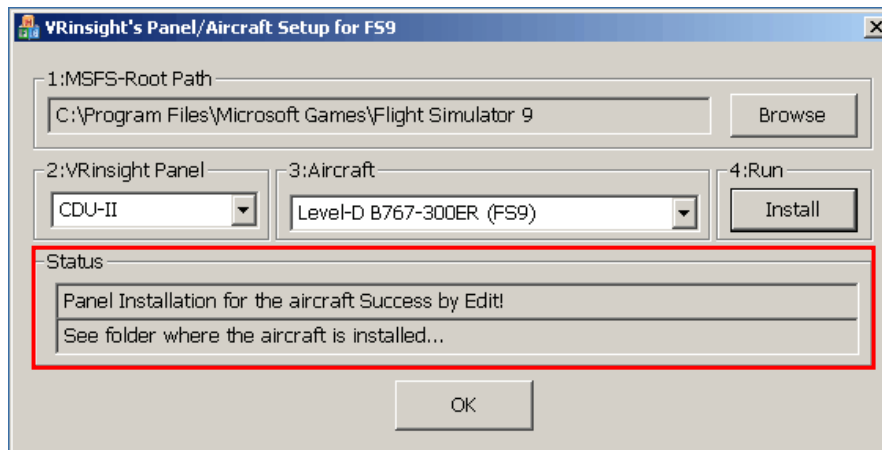 VRinsight's Panel/Aircraft Setup for FS9
1:MSFS-Root Path
C:\Program Files\Microsoft Games\Flight Simulator 9
Browse
2:VRinsight Panel
3:Aircraft
4:Run
CDU-II
Level-D B767-300ER (FS9)
Install
Status
Panel Installation for the aircraft Success by Edit!
See folder where the aircraft is installed...
OK